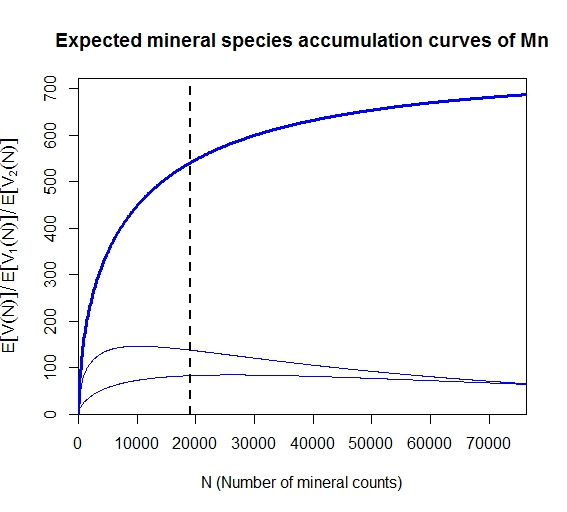 Expected mineral species accumulation curves of Mn
E[V(N)]/E[V₁(N)]/E[V₂(N)]
700
600
500
400
300
200
100
0
0 10000 20000 30000 40000 50000 60000 70000
N (Number of mineral counts)